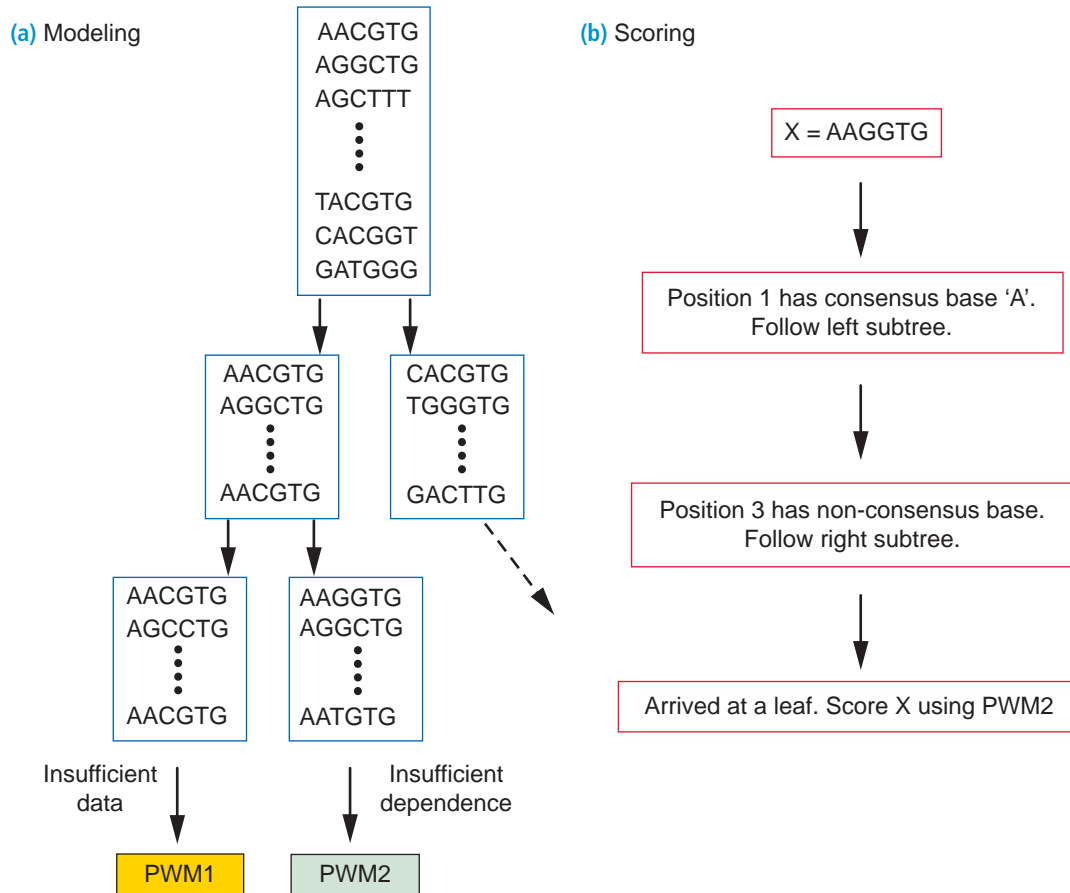 (a) Modeling
AACGTG
AGGCTG
AGCTTT
TACGTG
CACGGT
GATGGG
AACGTG
AGGCTG
AACGTG
CACGTG
TGGGTG
GACTTG
AACGTG
AGCCTG
AACGTG
AAGGTG
AGGCTG
AATGTG
Insufficient
data
Insufficient
dependence
PWM1
PWM2
(b) Scoring
X = AAGGTG
Position 1 has consensus base ‘A’.
Follow left subtree.
Position 3 has non-consensus base.
Follow right subtree.
Arrived at a leaf. Score X using PWM2